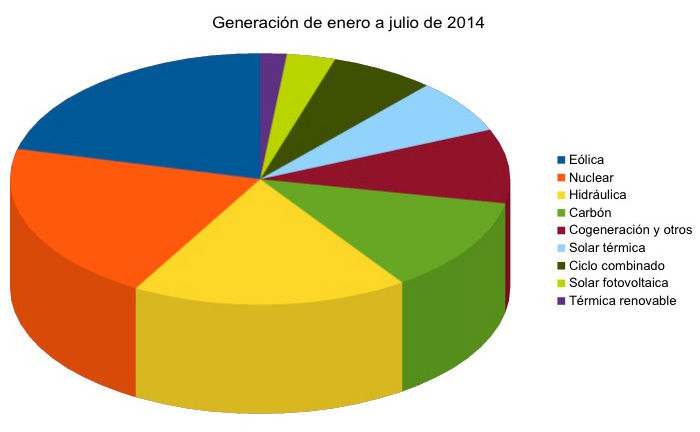 Generación de enero a julio de 2014
Eólica
Nuclear
Hidráulica
Carbón
Cogeneración y otros
Solar térmica
Ciclo combinado
Solar fotovoltaica
Térmica renovable